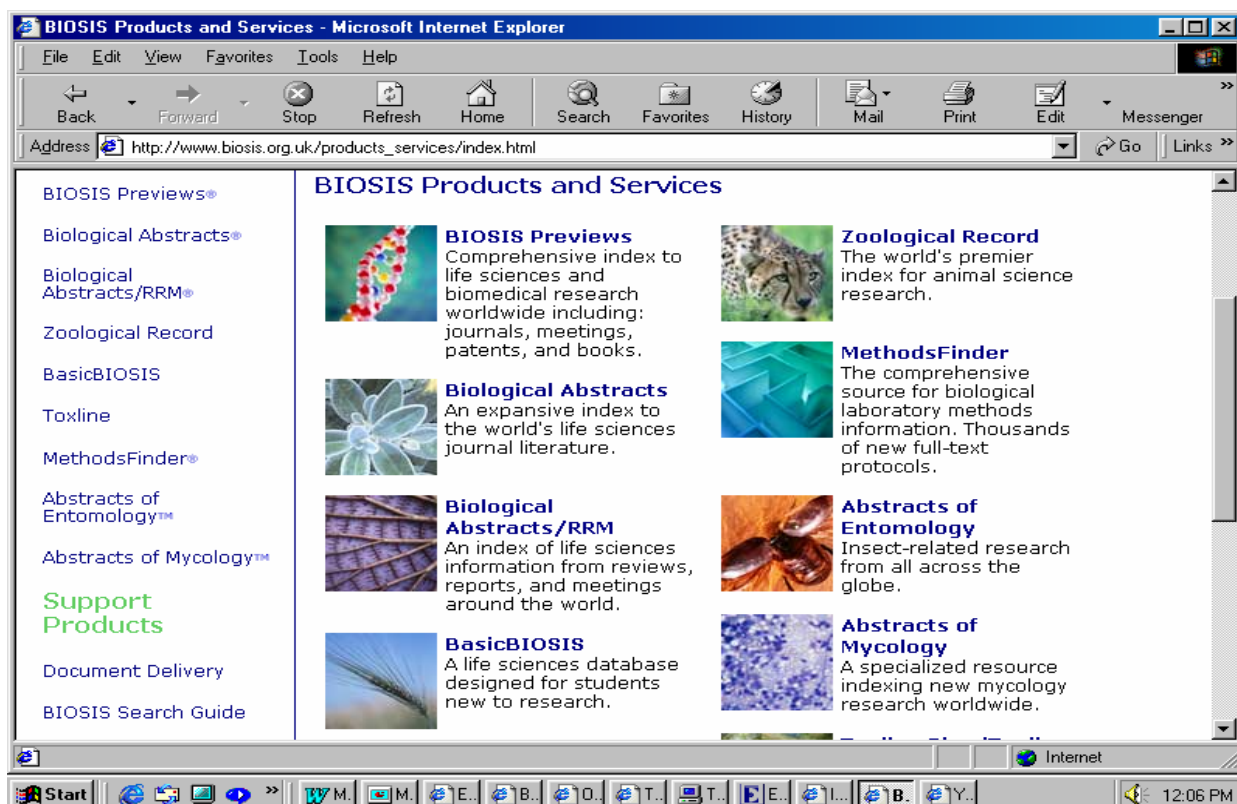 BIOSIS Products and Services - Microsoft Internet Explorer
File Edit View Favorites Tools Help
Back Forward Stop Refresh Home Search Favorites History Mail Print Edit Messenger »
Address http://www.biosis.org.uk/products_services/index.html Go Links »
BIOSIS Previews®
Biological Abstracts®
Biological
Abstracts/RRM®
Zoological Record
BasicBIOSIS
Toxline
MethodsFinder®
Abstracts of
Entomology™
Abstracts of Mycology™
Support
Products
Document Delivery
BIOSIS Search Guide
BIOSIS Products and Services
BIOSIS Previews
Comprehensive index to
life sciences and
biomedical research
worldwide including:
journals, meetings,
patents, and books.
Biological Abstracts
An expansive index to
the world's life sciences
journal literature.
Biological
Abstracts/RRM
An index of life sciences
information from reviews,
reports, and meetings
around the world.
BasicBIOSIS
A life sciences database
designed for students
new to research.
Zoological Record
The world's premier
index for animal science
research.
MethodsFinder
The comprehensive
source for biological
laboratory methods
information. Thousands
of new full-text
protocols.
Abstracts of
Entomology
Insect-related research
from all across the
globe.
Abstracts of
Mycology
A specialized resource
indexing new mycology
research worldwide.
Internet
Start » M. M. E.. B.. O.. T.. T.. E.. I... B. Y.. 12:06 PM